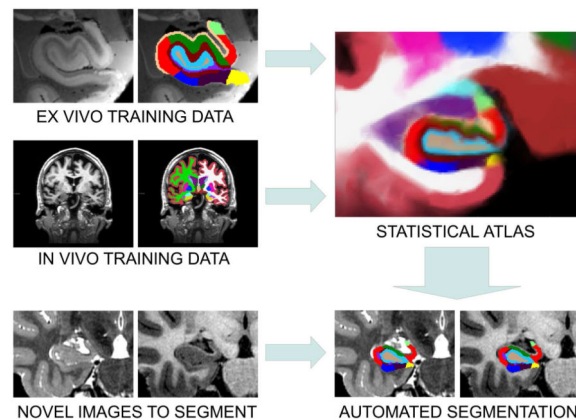 EX VIVO TRAINING DATA
STATISTICAL ATLAS
IN VIVO TRAINING DATA
NOVEL IMAGES TO SEGMENT
AUTOMATED SEGMENTATION